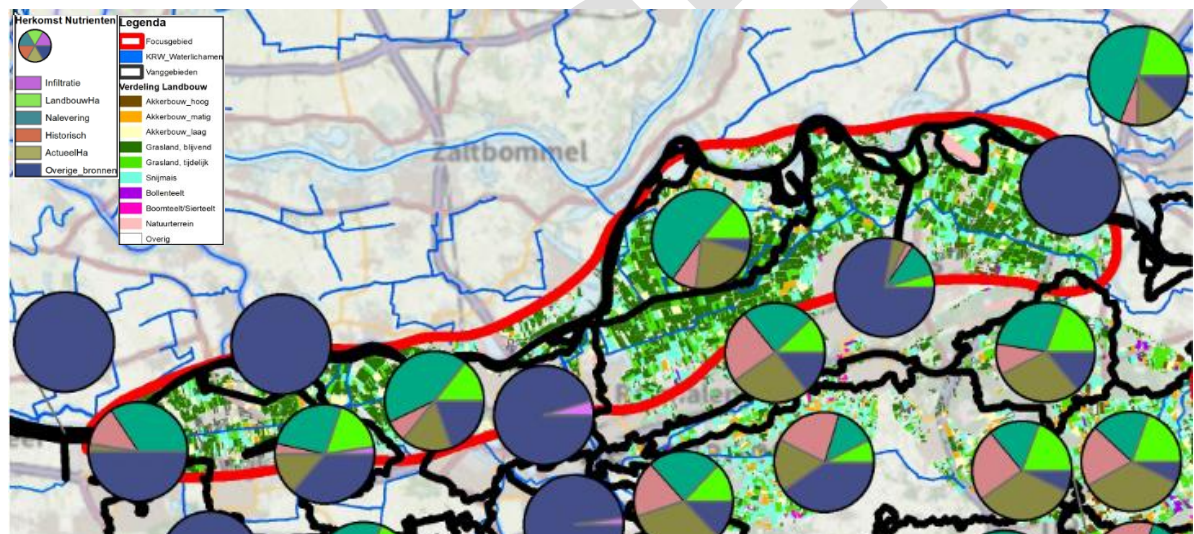 Herkomst Nutrienten
Infiltratie
LandbouwHa
Nalevering
Historisch
ActueelHa
Overige_bronnen
Legenda
Focusgebied
KRW_Waterlichamen
Vanggebieden
Verdeling Landbouw
Akkerbouw_hoog
Akkerbouw_matig
Akkerbouw_laag
Grasland, blijvend
Grasland, tijdelijk
Snijmais
Bollenteelt
Boomteelt/Sierteelt
Natuurterrein
Overig
Zaltbommel